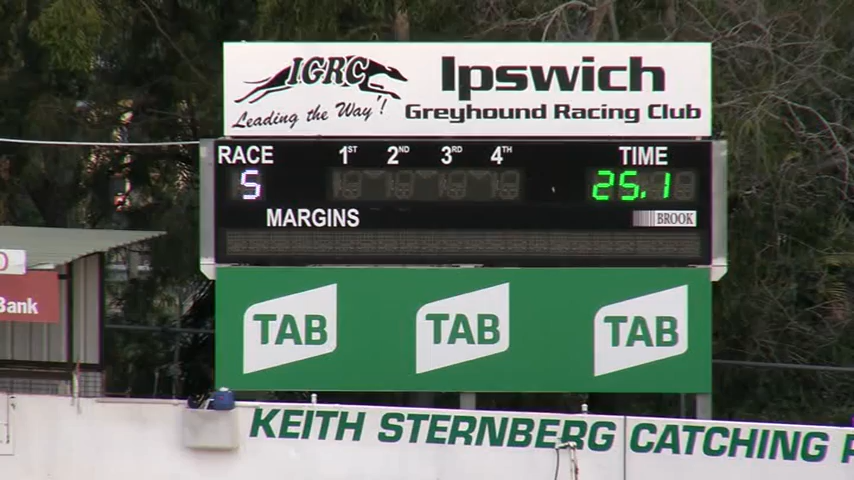 IGRC
Leading the Way!
Ipswich
Greyhound Racing Club
RACE 1ST 2ND 3RD 4TH TIME
5 25.1
MARGINS BROOK
TAB TAB TAB
Bank
KEITH STERNBERG CATCHING